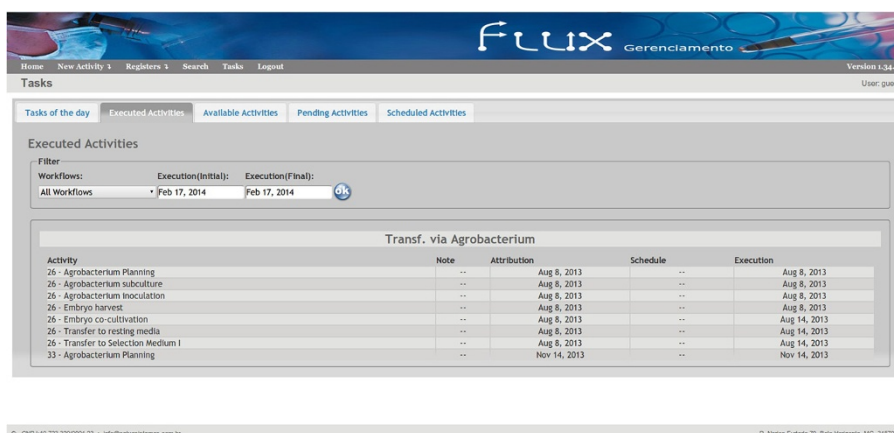 FLUX Gerenciamento
Home New Activity Registers Search Tasks Logout Version 1.34.
Tasks User: gue
Tasks of the day Executed Activities Available Activities Pending Activities Scheduled Activities
Executed Activities
Filter
Workflows: Execution(Initial): Execution(Final):
All Workflows Feb 17, 2014 Feb 17, 2014 ok
Transf. via Agrobacterium
Activity Note Attribution Schedule Execution
26 - Agrobacterium Planning -- Aug 8, 2013 -- Aug 8, 2013
26 - Agrobacterium subculture -- Aug 8, 2013 -- Aug 8, 2013
26 - Agrobacterium inoculation -- Aug 8, 2013 -- Aug 8, 2013
26 - Embryo harvest -- Aug 8, 2013 -- Aug 8, 2013
26 - Embryo co-cultivation -- Aug 8, 2013 -- Aug 14, 2013
26 - Transfer to resting media -- Aug 8, 2013 -- Aug 14, 2013
26 - Transfer to Selection Medium I -- Aug 8, 2013 -- Aug 14, 2013
33 - Agrobacterium Planning -- Nov 14, 2013 -- Nov 14, 2013